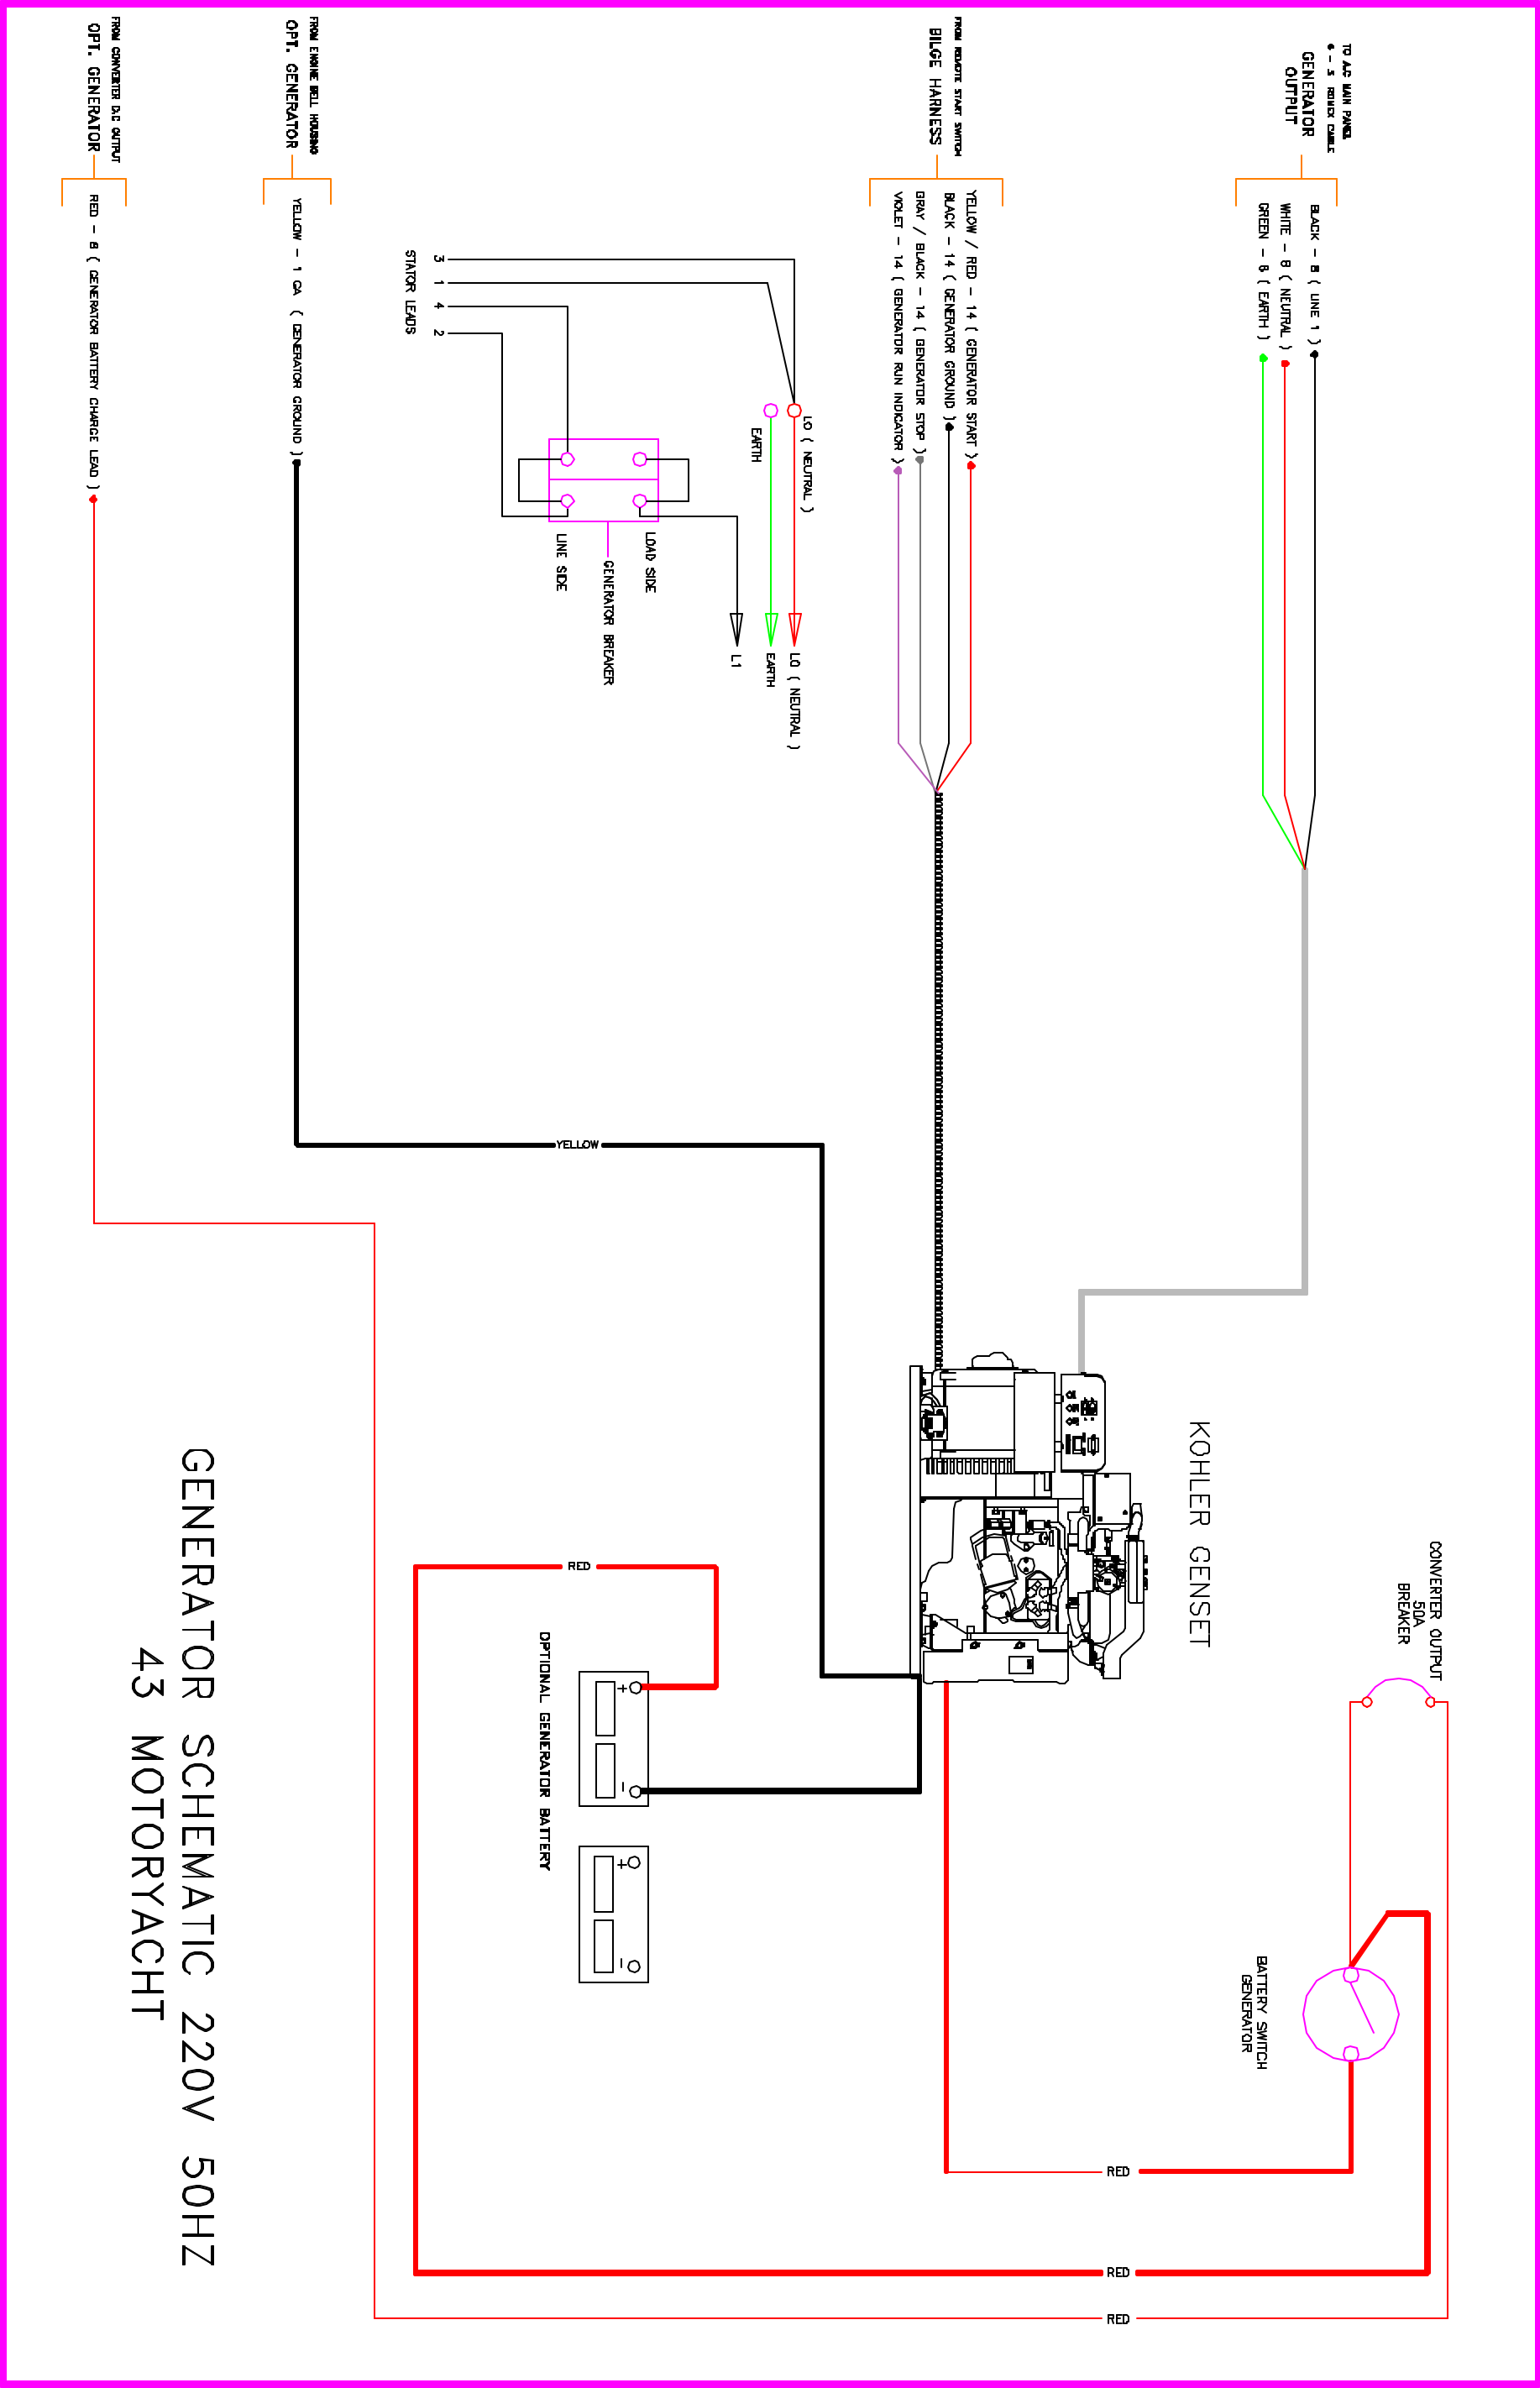 TO A.C MAIN PANEL
6 - 3 ROMEX CABLE
GENERATOR
OUTPUT
BLACK - 8 ( LINE 1 )
WHITE - 8 ( NEUTRAL )
GREEN - 8 ( EARTH )
FROM REMOTE START SWITCH
BILGE HARNESS
YELLOW / RED - 14 ( GENERATOR START )
BLACK - 14 ( GENERATOR GROUND )
GRAY / BLACK - 14 ( GENERATOR STOP )
VIOLET - 14 ( GENERATOR RUN INDICATOR )
LO ( NEUTRAL )
EARTH
LO ( NEUTRAL )
EARTH
L1
3
1
4
2
STATOR LEADS
LOAD SIDE
GENERATOR BREAKER
LINE SIDE
FROM ENGINE BELL HOUSING
OPT. GENERATOR
YELLOW - 1 GA ( GENERATOR GROUND )
YELLOW
FROM CONVERTER D.C OUTPUT
OPT. GENERATOR
RED - 8 ( GENERATOR BATTERY CHARGE LEAD )
KOHLER GENSET
CONVERTER OUTPUT
50A
BREAKER
BATTERY SWITCH
GENERATOR
RED
RED
RED
RED
+
-
+
-
OPTIONAL GENERATOR BATTERY
GENERATOR SCHEMATIC 220V 50HZ
43 MOTORYACHT